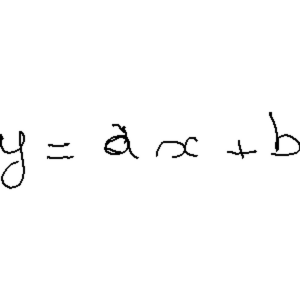 y = ax + b